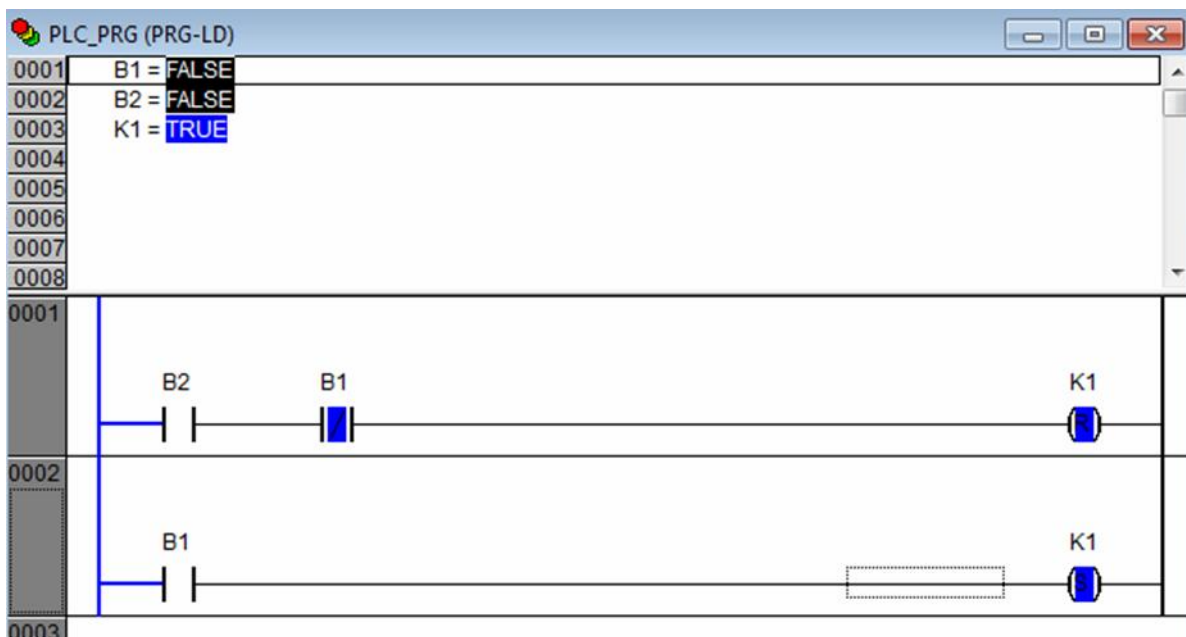 PLC_PRG (PRG-LD)
0001 B1 = FALSE
0002 B2 = FALSE
0003 K1 = TRUE
0004
0005
0006
0007
0008
0001
B2 B1 K1
/ R
0002
B1 K1
S
0003